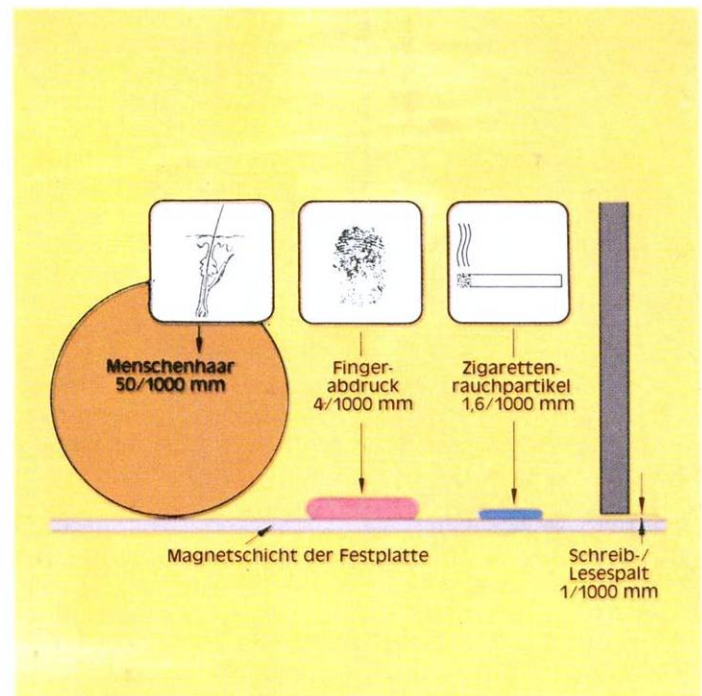 Menschenhaar
50/1000 mm
Finger-
abdruck
4/1000 mm
Zigaretten-
rauchpartikel
1,6/1000 mm
Magnetschicht der Festplatte
Schreib-/
Lesespalt
1/1000 mm